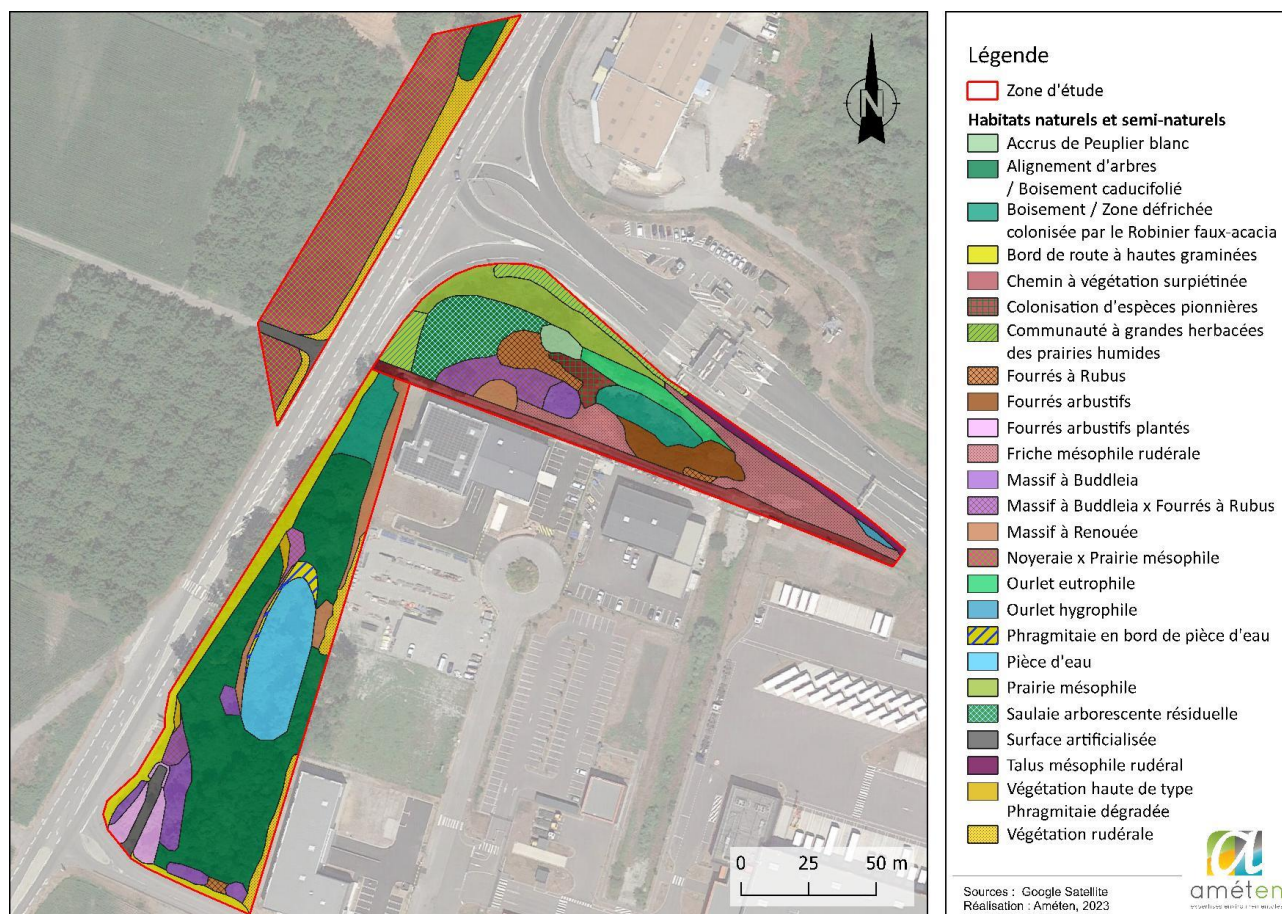 N
0 25 50 m
Légende
Zone d'étude
Habitats naturels et semi-naturels
Accrus de Peuplier blanc
Alignement d'arbres
/ Boisement caducifolié
Boisement / Zone défrichée
colonisée par le Robinier faux-acacia
Bord de route à hautes graminées
Chemin à végétation surpiétinée
Colonisation d'espèces pionnières
Communauté à grandes herbacées
des prairies humides
Fourrés à Rubus
Fourrés arbustifs
Fourrés arbustifs plantés
Friche mésophile rudérale
Massif à Buddleia
Massif à Buddleia x Fourrés à Rubus
Massif à Renouée
Noyeraie x Prairie mésophile
Ourlet eutrophile
Ourlet hygrophile
Phragmitaie en bord de pièce d'eau
Pièce d'eau
Prairie mésophile
Saulaie arborescente résiduelle
Surface artificialisée
Talus mésophile rudéral
Végétation haute de type
Phragmitaie dégradée
Végétation rudérale
Sources : Google Satellite
Réalisation : Améten, 2023
améten